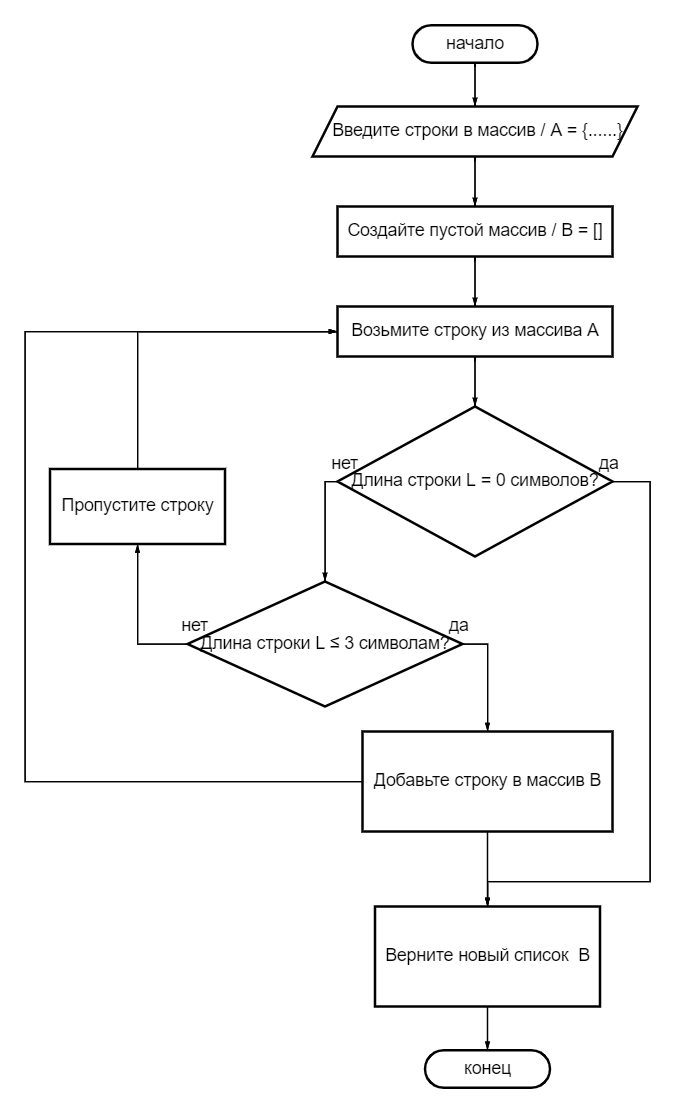 начало
Введите строки в массив / А = {......}
Создайте пустой массив / В = []
Возьмите строку из массива А
нет
да
Длина строки L = 0 символов?
Пропустите строку
нет
да
Длина строки L ≤ 3 символам?
Добавьте строку в массив В
Верните новый список  В
конец